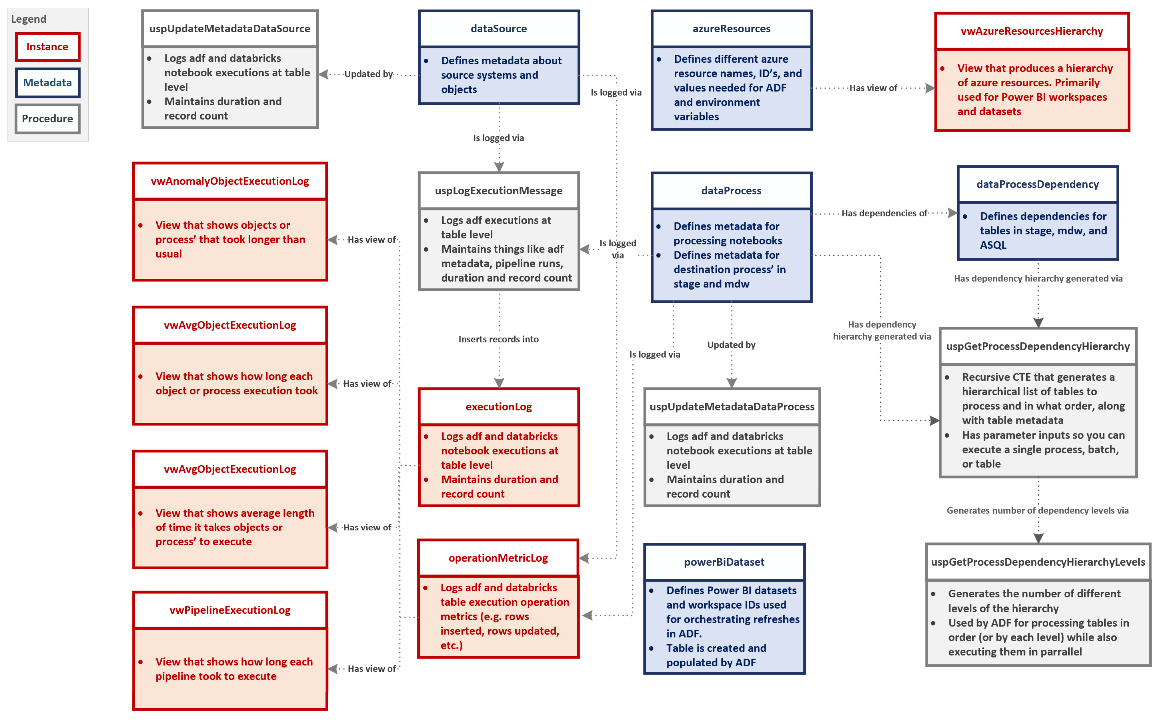 Legend
Instance
Metadata
Procedure
uspUpdateMetadataDataSource
• Logs adf and databricks
notebook executions at table
level
• Maintains duration and
record count
Updated by
dataSource
• Defines metadata about
source systems and
objects
Is logged via
Is logged via
azureResources
• Defines different azure
resource names, ID's, and
values needed for ADF
and environment
variables
Has view of
vwAzureResourcesHierarchy
• View that produces a hierarchy
of azure resources. Primarily
used for Power BI workspaces
and datasets
vwAnomalyObjectExecutionLog
• View that shows objects or
process' that took longer than
usual
Has view of
uspLogExecutionMessage
• Logs adf executions at
table level
• Maintains things like adf
metadata, pipeline runs,
duration and record count
Is logged
via
dataProcess
• Defines metadata for
processing notebooks
• Defines metadata for
destination process' in
stage and mdw
Has dependencies of
dataProcessDependency
• Defines dependencies for
tables in stage, mdw, and
ASQL
Has dependency hierarchy generated via
Has dependency
hierarchy generated via
vwAvgObjectExecutionLog
• View that shows how long each
object or process execution took
Has view of
Inserts records into
Is logged via
Updated by
uspGetProcessDependencyHierarchy
• Recursive CTE that generates a
hierarchical list of tables to
process and in what order, along
with table metadata
• Has parameter inputs so you can
execute a single process, batch,
or table
executionLog
• Logs adf and databricks
notebook executions at
table level
• Maintains duration and
record count
uspUpdateMetadataDataProcess
• Logs adf and databricks
notebook executions at table
level
• Maintains duration and
record count
vwAvgObjectExecutionLog
• View that shows average length
of time it takes objects or
process' to execute
Has view of
Generates number of dependency levels via
operationMetricLog
• Logs adf and databricks
table execution operation
metrics (e.g. rows
inserted, rows updated,
etc.)
powerBiDataset
• Defines Power BI datasets
and workspace IDs used
for orchestrating refreshes
in ADF.
• Table is created and
populated by ADF
uspGetProcessDependencyHierarchyLevels
• Generates the number of different
levels of the hierarchy
• Used by ADF for processing tables in
order (or by each level) while also
executing them in parrallel
vwPipelineExecutionLog
• View that shows how long each
pipeline took to execute
Has view of